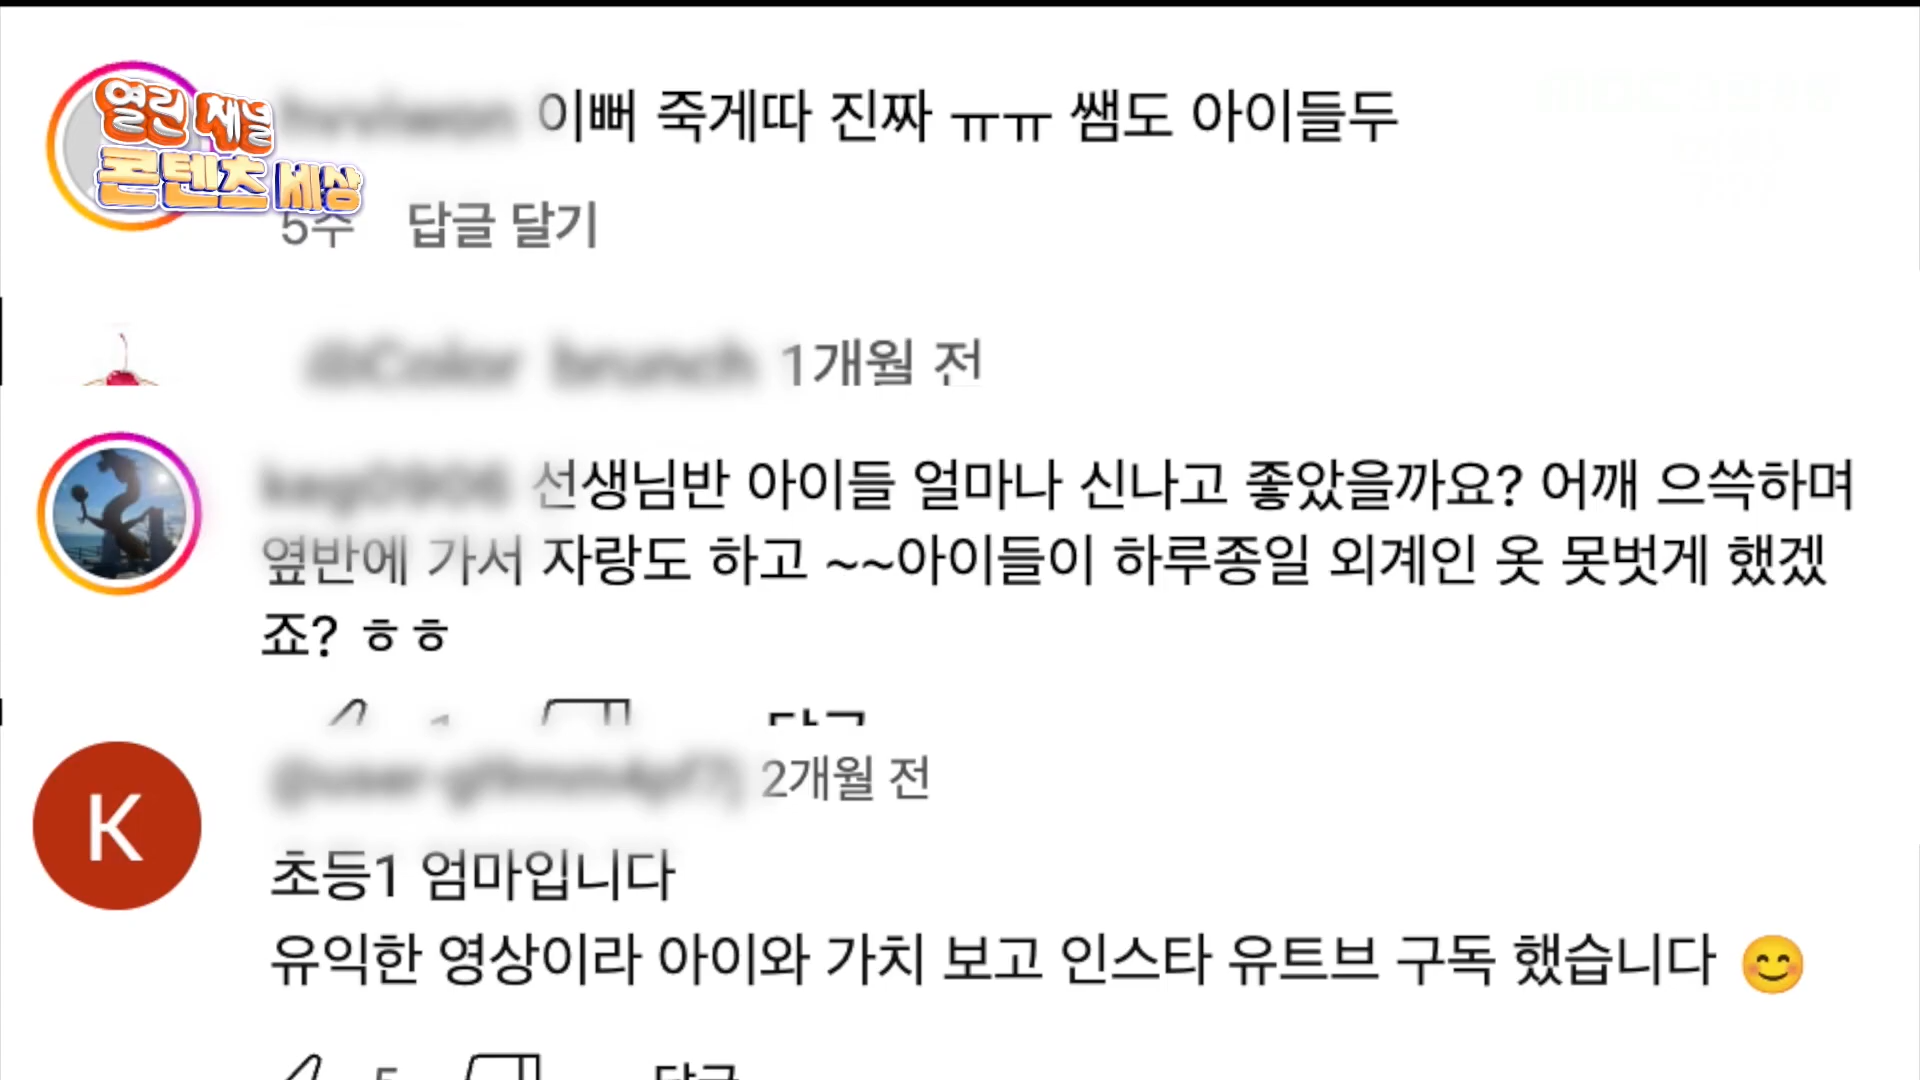 열린 채널
콘텐츠 세상
이뻐 죽게따 진짜 ㅠㅠ 쌤도 아이들두
5주 답글 달기
1개월 전
선생님반 아이들 얼마나 신나고 좋았을까요? 어깨 으쓱하며
옆반에 가서 자랑도 하고 ~~아이들이 하루종일 외계인 옷 못벗게 했겠
죠? ㅎㅎ
K
2개월 전
초등1 엄마입니다
유익한 영상이라 아이와 가치 보고 인스타 유트브 구독 했습니다